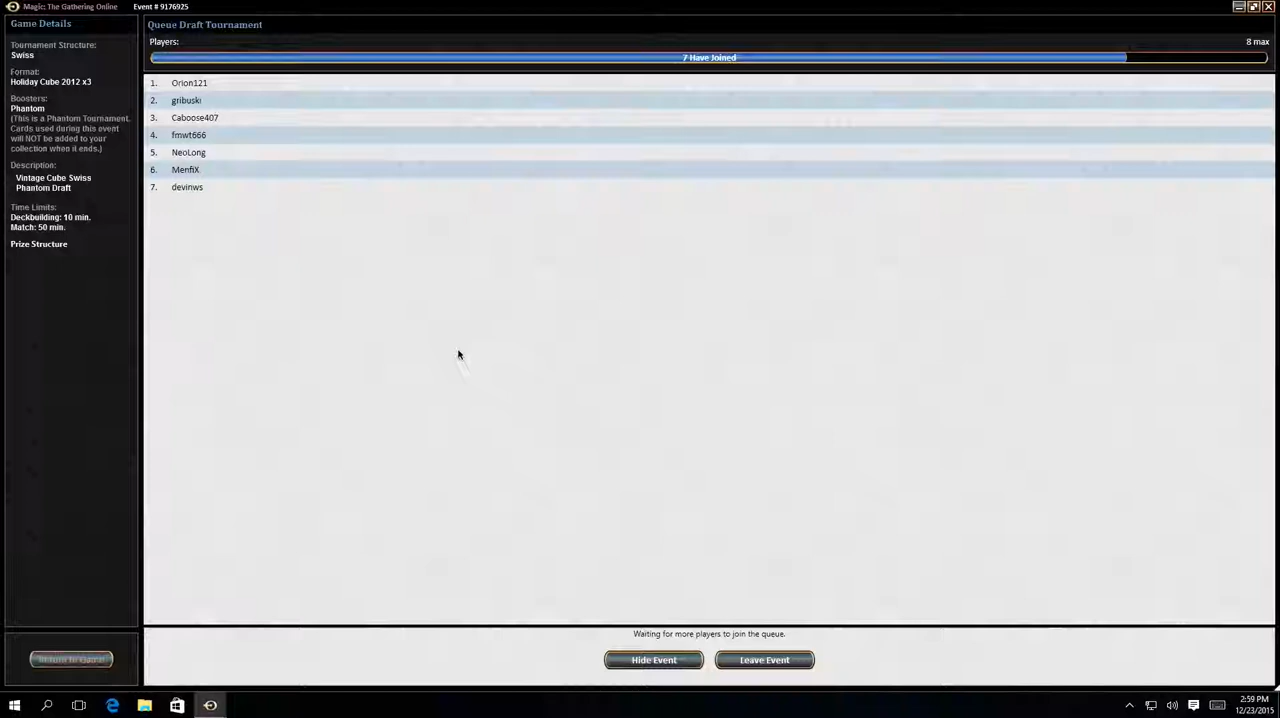 Magic: The Gathering Online Event # 9176925
Game Details
Tournament Structure:
Swiss
Format:
Holiday Cube 2012 x3
Boosters:
Phantom
(This is a Phantom Tournament.
Cards used during this event
will NOT be added to your
collection when it ends.)
Description:
Vintage Cube Swiss
Phantom Draft
Time Limits:
Deckbuilding: 10 min.
Match: 50 min.
Prize Structure
Return to Game
Queue Draft Tournament
Players: 8 max
7 Have Joined
1. Orion121
2. gribuski
3. Caboose407
4. fmwt666
5. NeoLong
6. MenfiX
7. devinws
Waiting for more players to join the queue.
Hide Event Leave Event
2:59 PM
12/23/2015